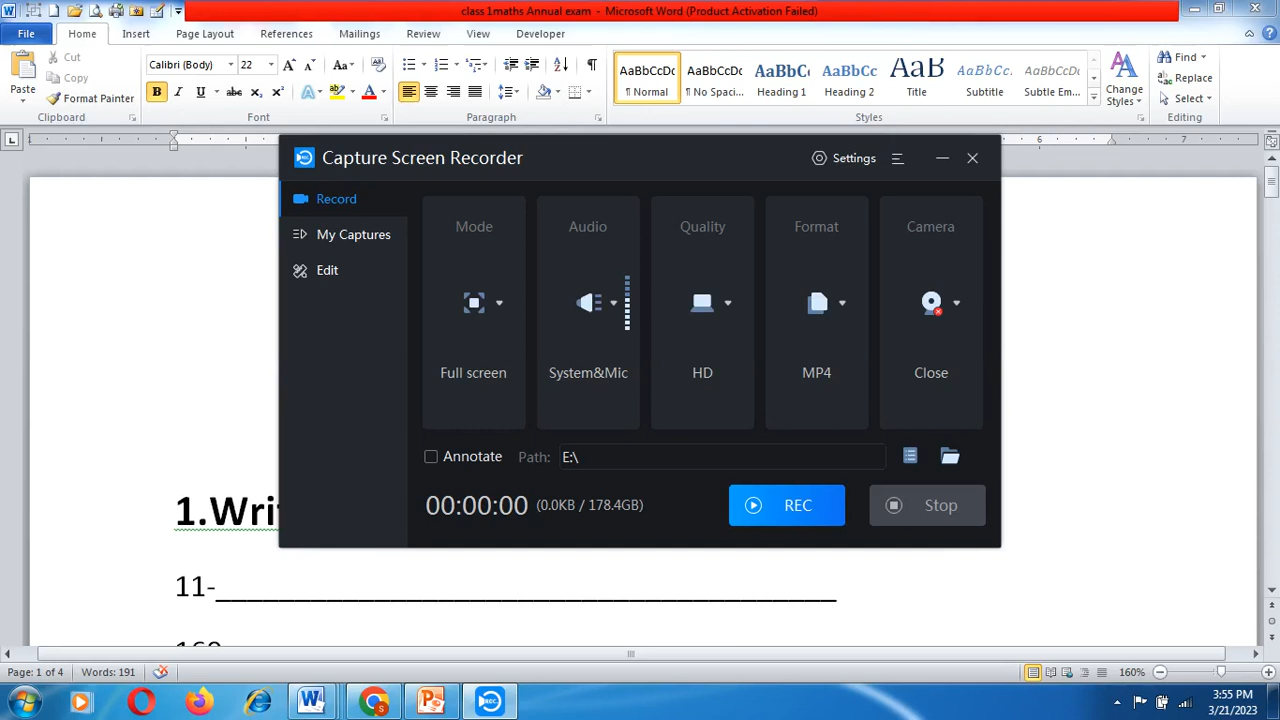 class 1maths Annual exam - Microsoft Word (Product Activation Failed)
File Home Insert Page Layout References Mailings Review View Developer
Cut
Copy
Format Painter
Paste
Clipboard
Calibri (Body) 22
Font
Paragraph
AaBbCcDc AaBbCcDc AaBbCc AaBbCc AaB AaBbCcL AaBbCcDc
¶ Normal ¶ No Spaci... Heading 1 Heading 2 Title Subtitle Subtle Em...
Styles
Change Styles
Find
Replace
Select
Editing
6 7
Capture Screen Recorder
Settings
Record
My Captures
Edit
Mode Audio Quality Format Camera
Full screen System&Mic HD MP4 Close
Annotate Path: E:\
00:00:00 (0.0KB / 178.4GB) REC Stop
1.Writ
11-__________________________________________
Page: 1 of 4 Words: 191 160%
3:55 PM
3/21/2023